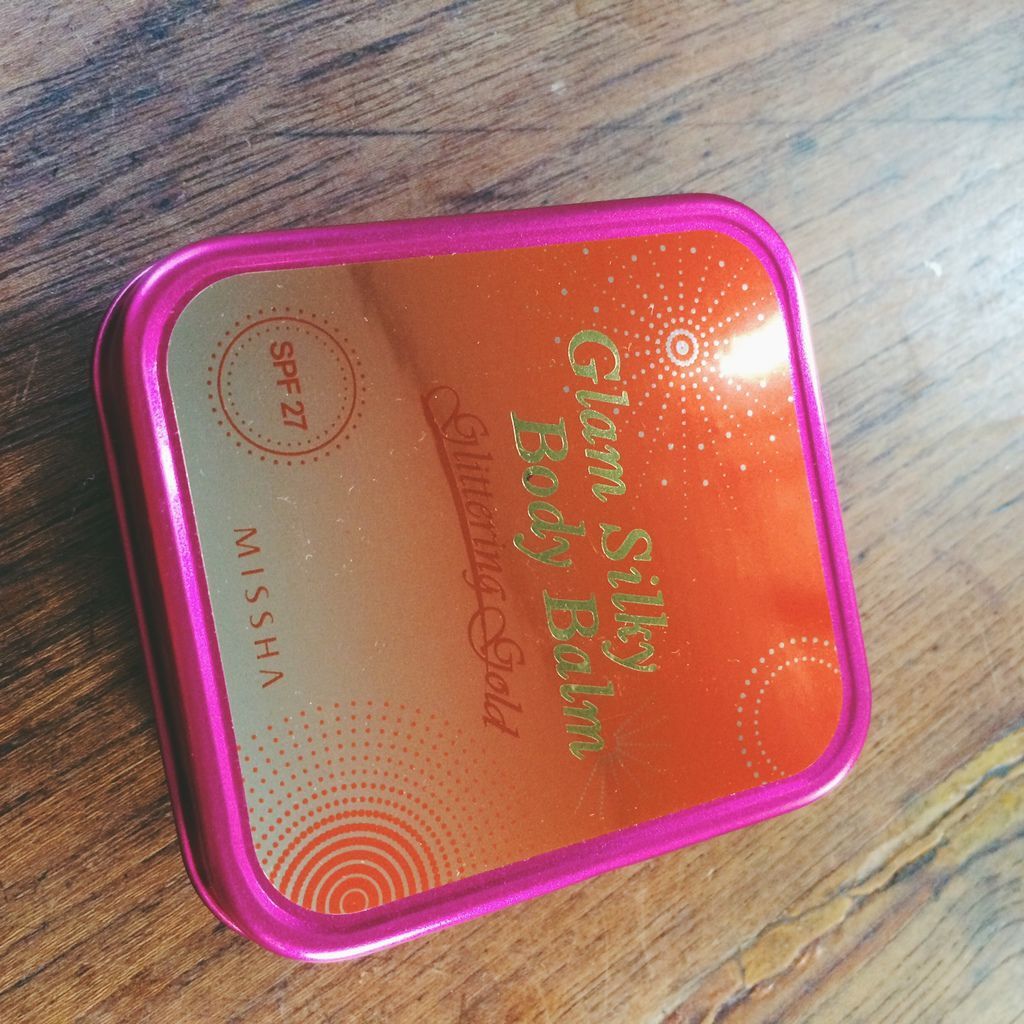 Glam Silky
Body Balm
Glittering Gold
SPF 27
MISSHA